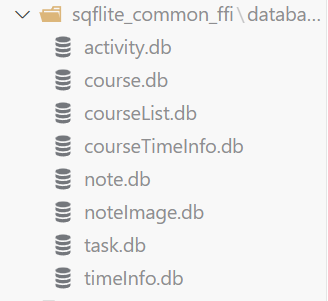 sqflite_common_ffi\databa...
activity.db
course.db
courseList.db
courseTimeInfo.db
note.db
noteImage.db
task.db
timeInfo.db